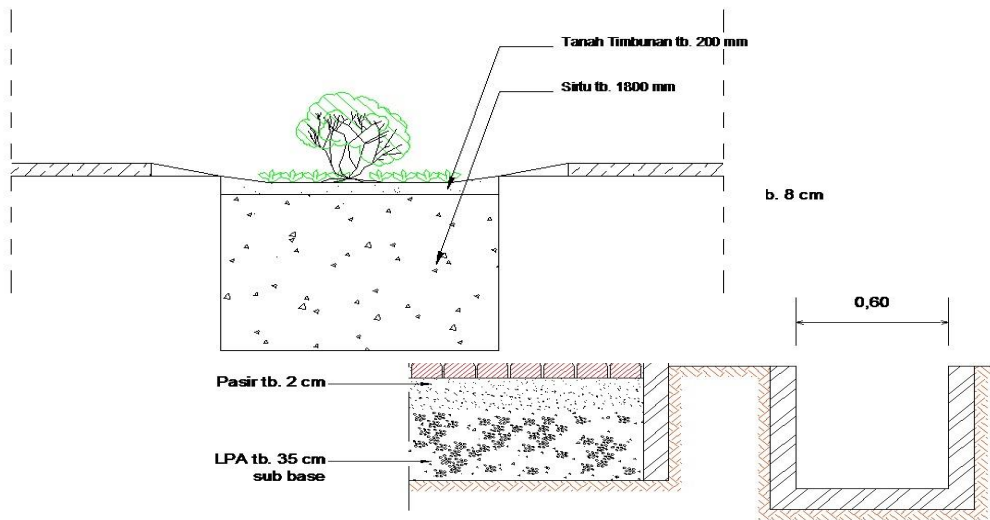 Tanah Timbunan tb. 200 mm
Sirtu tb. 1800 mm
b. 8 cm
0,60
Pasir tb. 2 cm
LPA tb. 35 cm
sub base